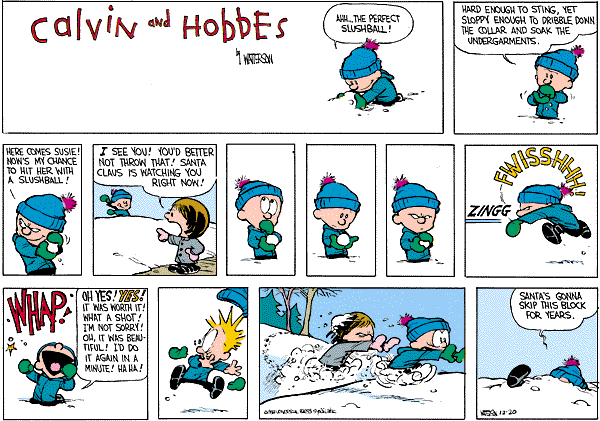 Calvin and Hobbes
by WATTERSON
AHH...THE PERFECT
SLUSHBALL!
HARD ENOUGH TO STING, YET
SLOPPY ENOUGH TO DRIBBLE DOWN
THE COLLAR AND SOAK THE
UNDERGARMENTS.
HERE COMES SUSIE!
NOW'S MY CHANCE
TO HIT HER WITH
A SLUSHBALL!
I SEE YOU! YOU'D BETTER
NOT THROW THAT! SANTA
CLAUS IS WATCHING YOU
RIGHT NOW!
FWISSHHH!
ZINGG
WHAP!
OH YES! YES!
IT WAS WORTH IT!
WHAT A SHOT!
I'M NOT SORRY!
OH, IT WAS BEAU-
TIFUL! I'D DO
IT AGAIN IN A
MINUTE! HA HA!
SANTA'S GONNA
SKIP THIS BLOCK
FOR YEARS.
WATTERSON 12-20